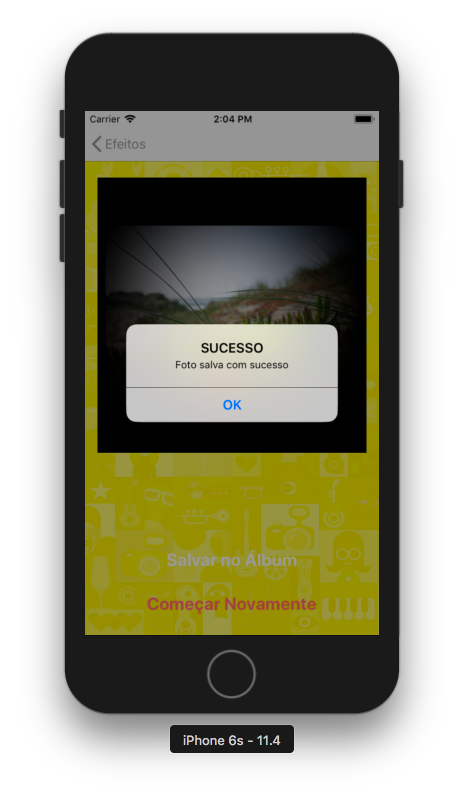 Carrier 2:04 PM
Efeitos
SUCESSO
Foto salva com sucesso
OK
Salvar no Álbum
Começar Novamente
iPhone 6s - 11.4